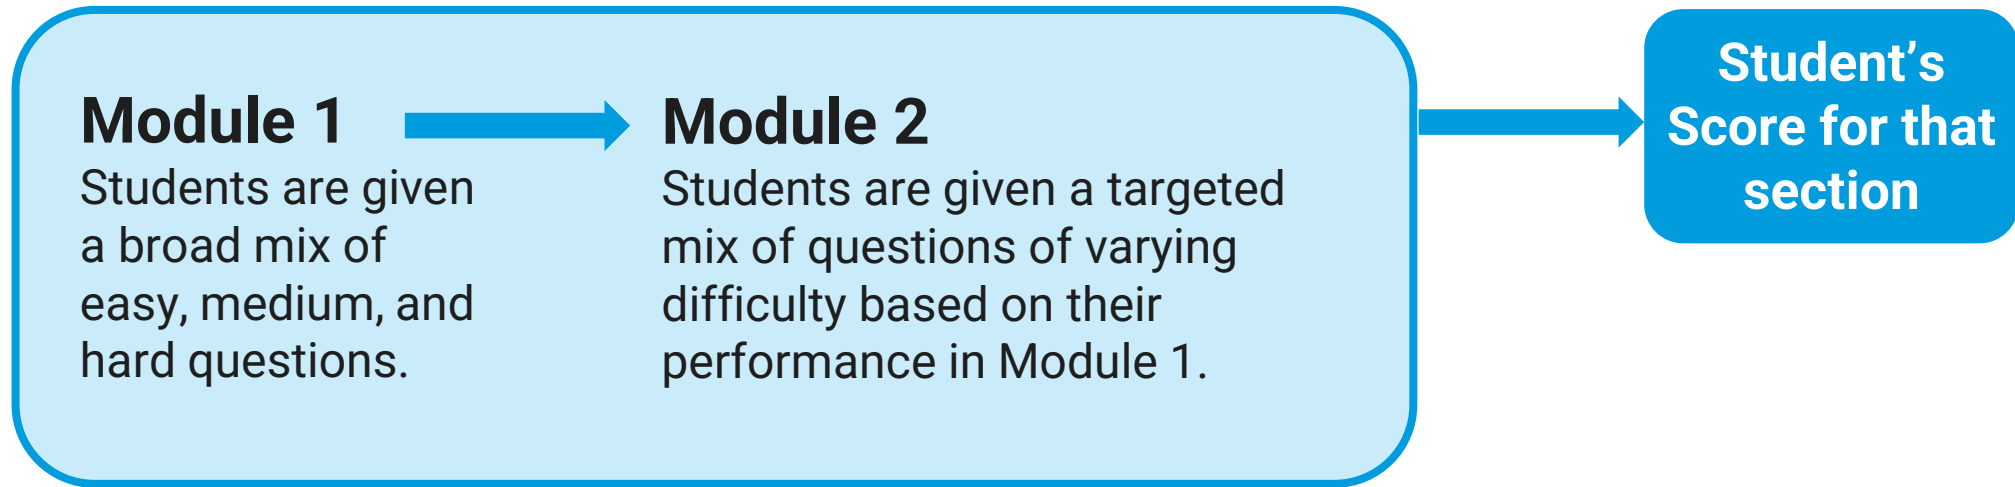 Module 1
Students are given
a broad mix of
easy, medium, and
hard questions.
Module 2
Students are given a targeted
mix of questions of varying
difficulty based on their
performance in Module 1.
Student’s
Score for that
section